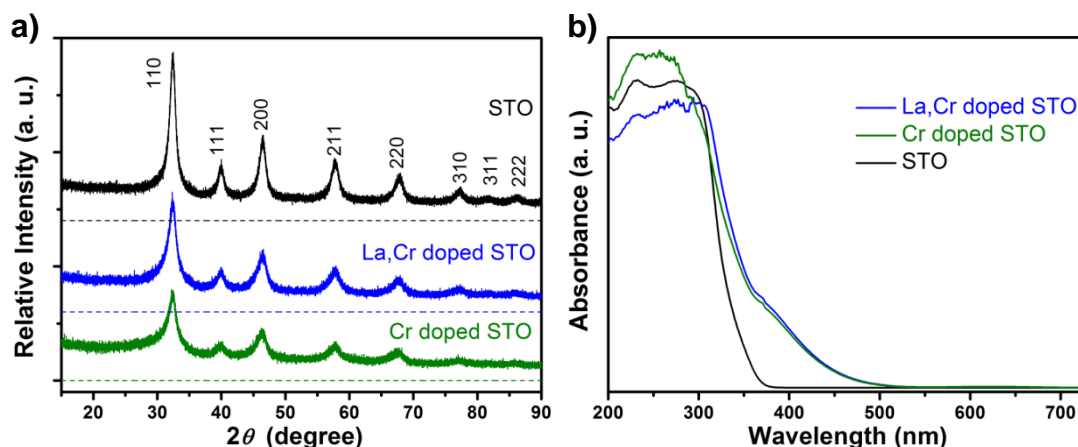 a)
Relative Intensity (a. u.)
110
111
200
211
220
310
311
222
STO
La,Cr doped STO
Cr doped STO
20 30 40 50 60 70 80 90
2θ (degree)
b)
Absorbance (a. u.)
La,Cr doped STO
Cr doped STO
STO
200 300 400 500 600 700
Wavelength (nm)